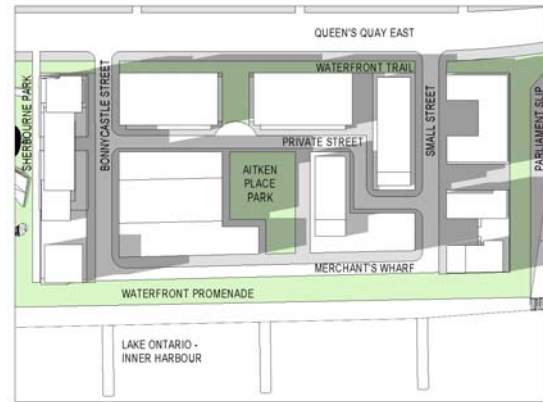 QUEEN'S QUAY EAST
WATERFRONT TRAIL
SHERBOURNE PARK
BONNYCASTLE STREET
PRIVATE STREET
SMALL STREET
PARLIAMENT SLIP
AITKEN
PLACE
PARK
MERCHANT'S WHARF
WATERFRONT PROMENADE
LAKE ONTARIO -
INNER HARBOUR